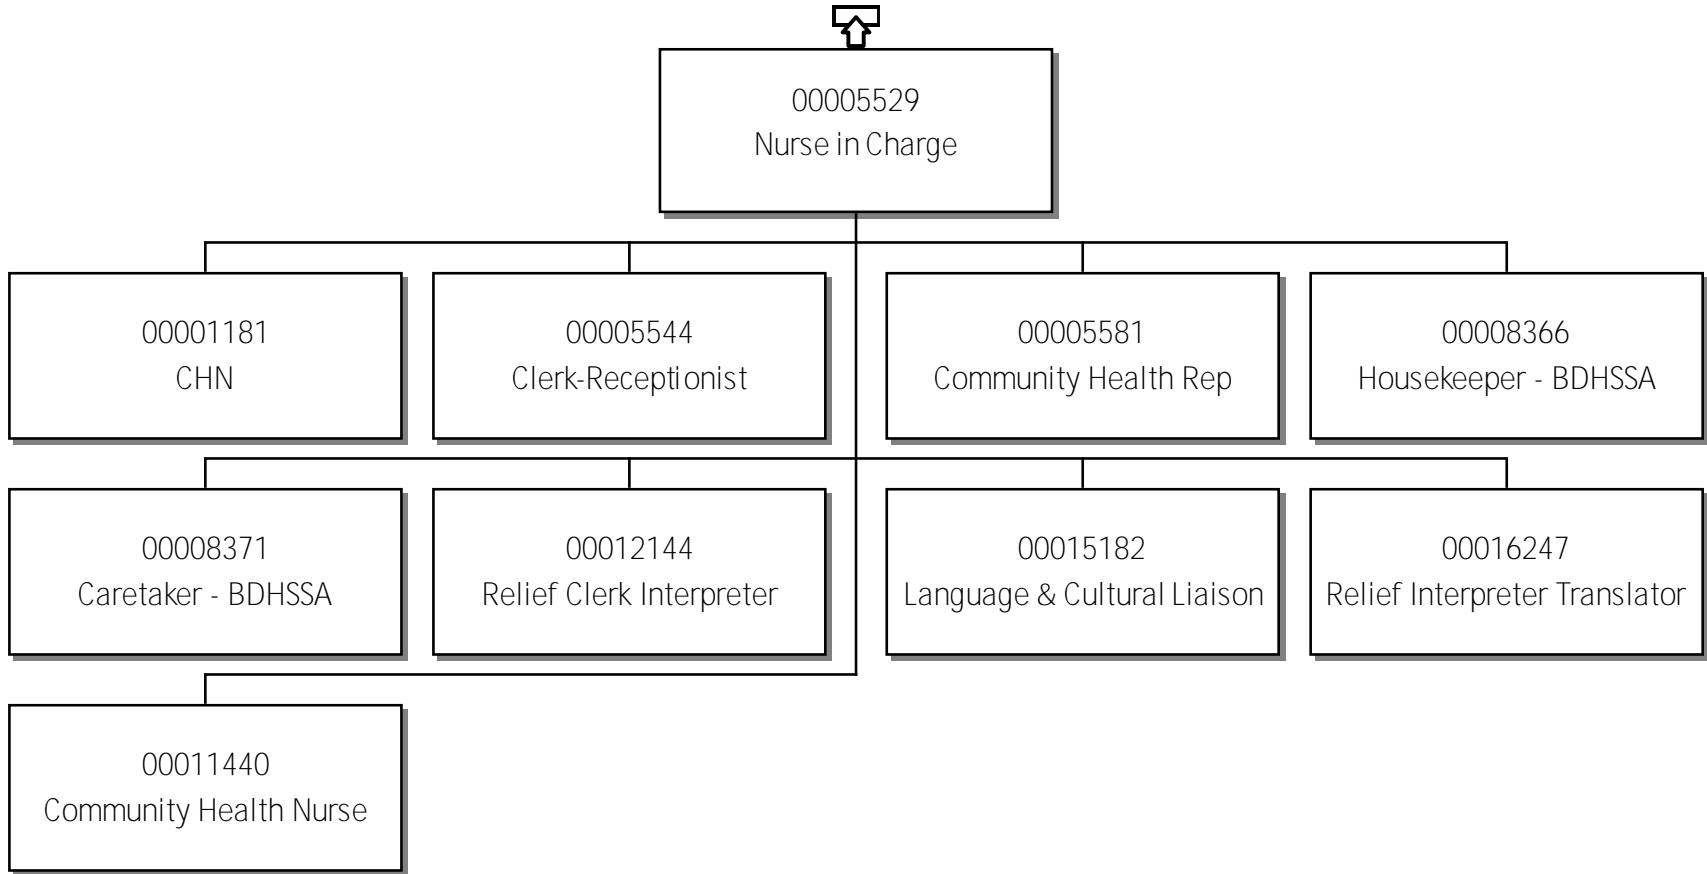 00005529
Nurse in Charge
00001181
CHN
00005544
Clerk-Receptionist
00005581
Community Health Rep
00008366
Housekeeper - BDHSSA
00008371
Caretaker - BDHSSA
00012144
Relief Clerk Interpreter
00015182
Language & Cultural Liaison
00016247
Relief Interpreter Translator
00011440
Community Health Nurse